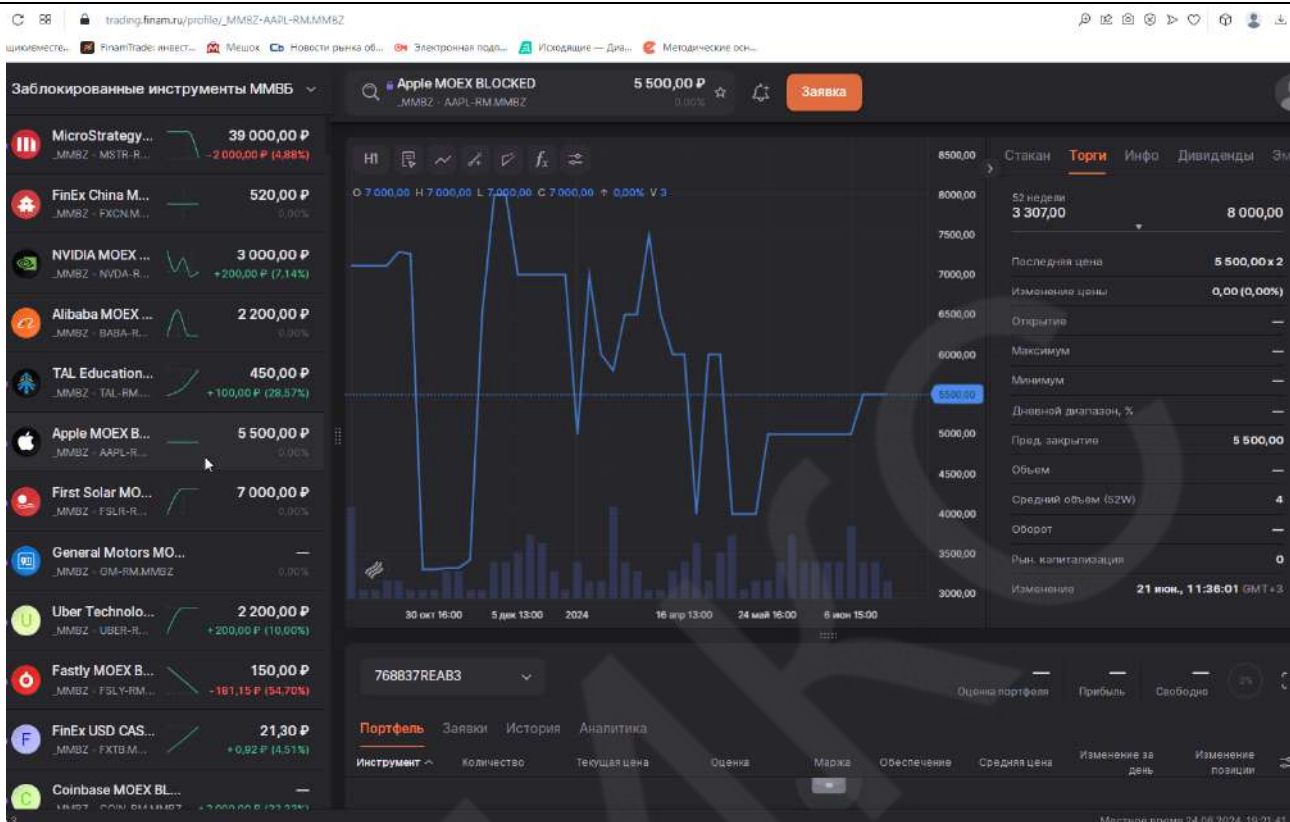 trading.finam.ru/profile/_MMBZ-AAPL-RM.MMBZ
FinamTrade: инвест... Мешок Новости рынка об... Электронная подп... Исходящие — Диа... Методические осн...
Заблокированные инструменты ММВБ
Apple MOEX BLOCKED 5 500,00 ₽
_MMBZ - AAPL-RM.MMBZ 0,00%
Заявка
MicroStrategy... 39 000,00 ₽
_MMBZ - MSTR-R... -2 000,00 ₽ (4,88%)
FinEx China M... 520,00 ₽
_MMBZ - FXCN.M... 0,00%
NVIDIA MOEX ... 3 000,00 ₽
_MMBZ - NVDA-R... +200,00 ₽ (7,14%)
Alibaba MOEX ... 2 200,00 ₽
_MMBZ - BABA-R... 0,00%
TAL Education... 450,00 ₽
_MMBZ - TAL-RM... +100,00 ₽ (28,57%)
Apple MOEX B... 5 500,00 ₽
_MMBZ - AAPL-R... 0,00%
First Solar MO... 7 000,00 ₽
_MMBZ - FSLR-R... 0,00%
General Motors MO... —
_MMBZ - GM-RM.MMBZ 0,00%
Uber Technolo... 2 200,00 ₽
_MMBZ - UBER-R... +200,00 ₽ (10,00%)
Fastly MOEX B... 150,00 ₽
_MMBZ - FSLY-RM... -181,15 ₽ (54,70%)
FinEx USD CAS... 21,30 ₽
_MMBZ - FXTB.M... +0,92 ₽ (4,51%)
Coinbase MOEX BL... —
H1
O 7 000,00 H 7 000,00 L 7 000,00 C 7 000,00 ↑ 0,00% V 3
8500,00
8000,00
7500,00
7000,00
6500,00
6000,00
5500,00
5000,00
4500,00
4000,00
3500,00
3000,00
30 окт 16:00 5 дек 13:00 2024 16 апр 13:00 24 май 16:00 6 июн 15:00
Стакан Торги Инфо Дивиденды Эм
52 недели
3 307,00 8 000,00
Последняя цена 5 500,00 x 2
Изменение цены 0,00 (0,00%)
Открытие —
Максимум —
Минимум —
Дневной диапазон, % —
Пред. закрытие 5 500,00
Объем —
Средний объем (52W) 4
Оборот —
Рын. капитализация 0
Изменение 21 июн., 11:36:01 GMT+3
768837REAB3
— — —
Оценка портфеля Прибыль Свободно
Портфель Заявки История Аналитика
Инструмент Количество Текущая цена Оценка Маржа Обеспечение Средняя цена Изменение за день Изменение позиции
Местное время 24.06.2024, 19:21:41